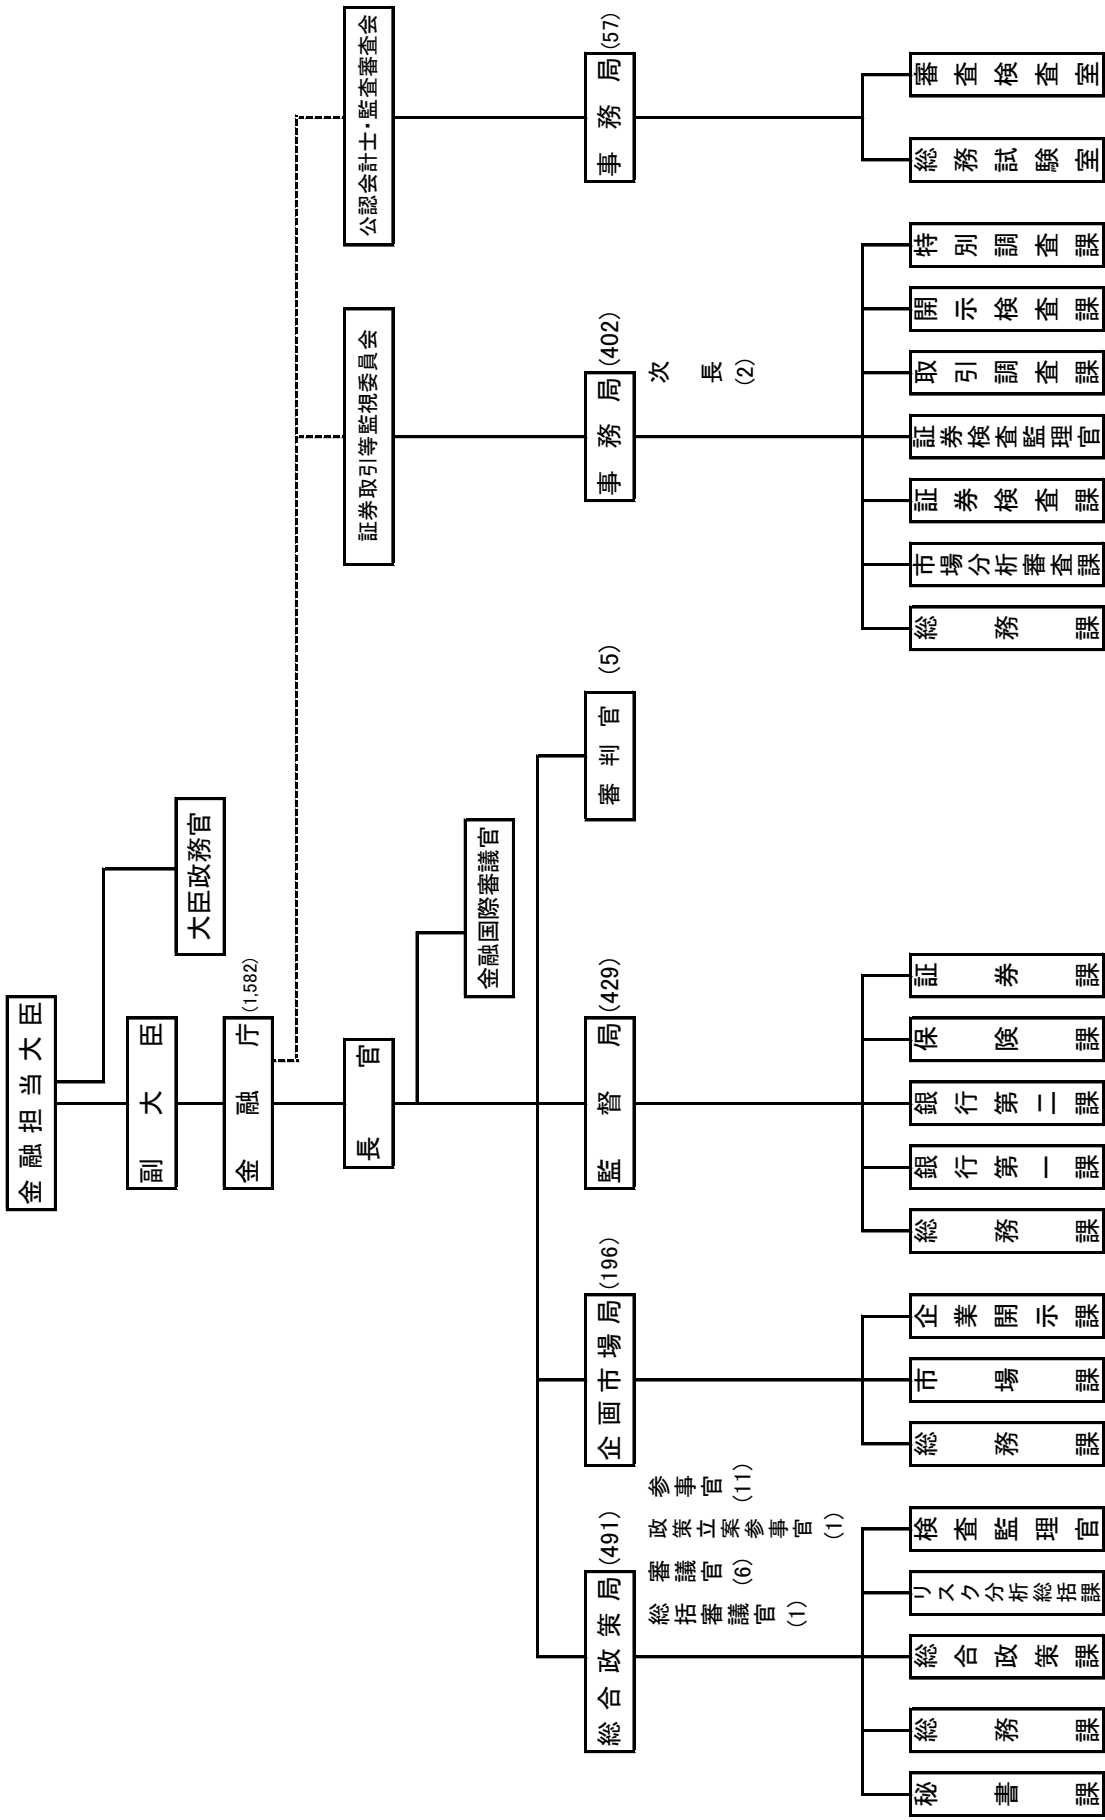 金融担当大臣
副大臣
大臣政務官
金融庁 (1,582)
長官
金融国際審議官
証券取引等監視委員会
公認会計士・監査審査会
総合政策局 (491)
総括審議官 (1)
審議官 (6)
政策立案参事官 (1)
参事官 (11)
企画市場局 (196)
監督局 (429)
審判官 (5)
事務局 (402)
次長 (2)
事務局 (57)
秘書課
総務課
総合政策課
リスク分析総括課
検査監理官
総務課
市場課
企業開示課
総務課
銀行第一課
銀行第二課
保険課
証券課
総務課
市場分析審査課
証券検査課
証券検査監理官
取引調査課
開示検査課
特別調査課
総務試験室
審査検査室